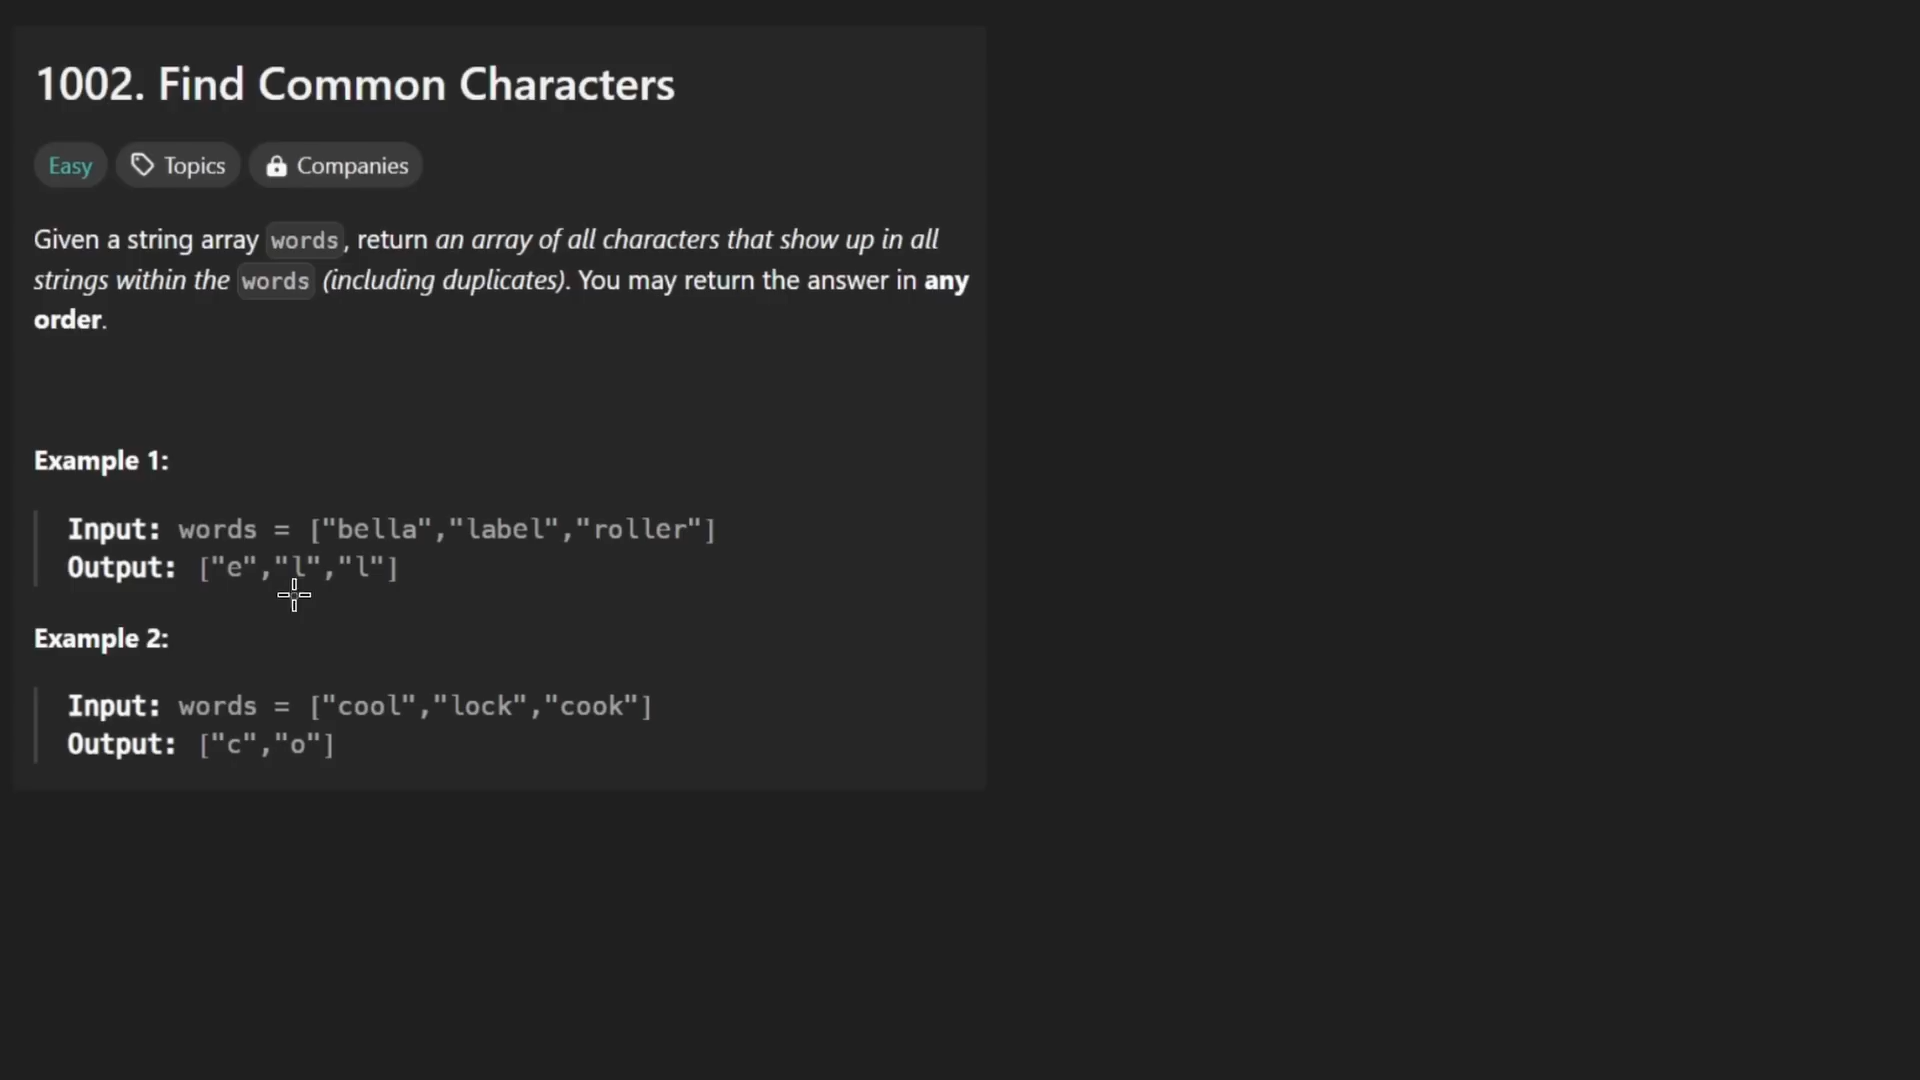 1002. Find Common Characters
Easy Topics Companies
Given a string array words, return an array of all characters that show up in all
strings within the words (including duplicates). You may return the answer in any
order.
Example 1:
Input: words = ["bella","label","roller"]
Output: ["e","l","l"]
Example 2:
Input: words = ["cool","lock","cook"]
Output: ["c","o"]